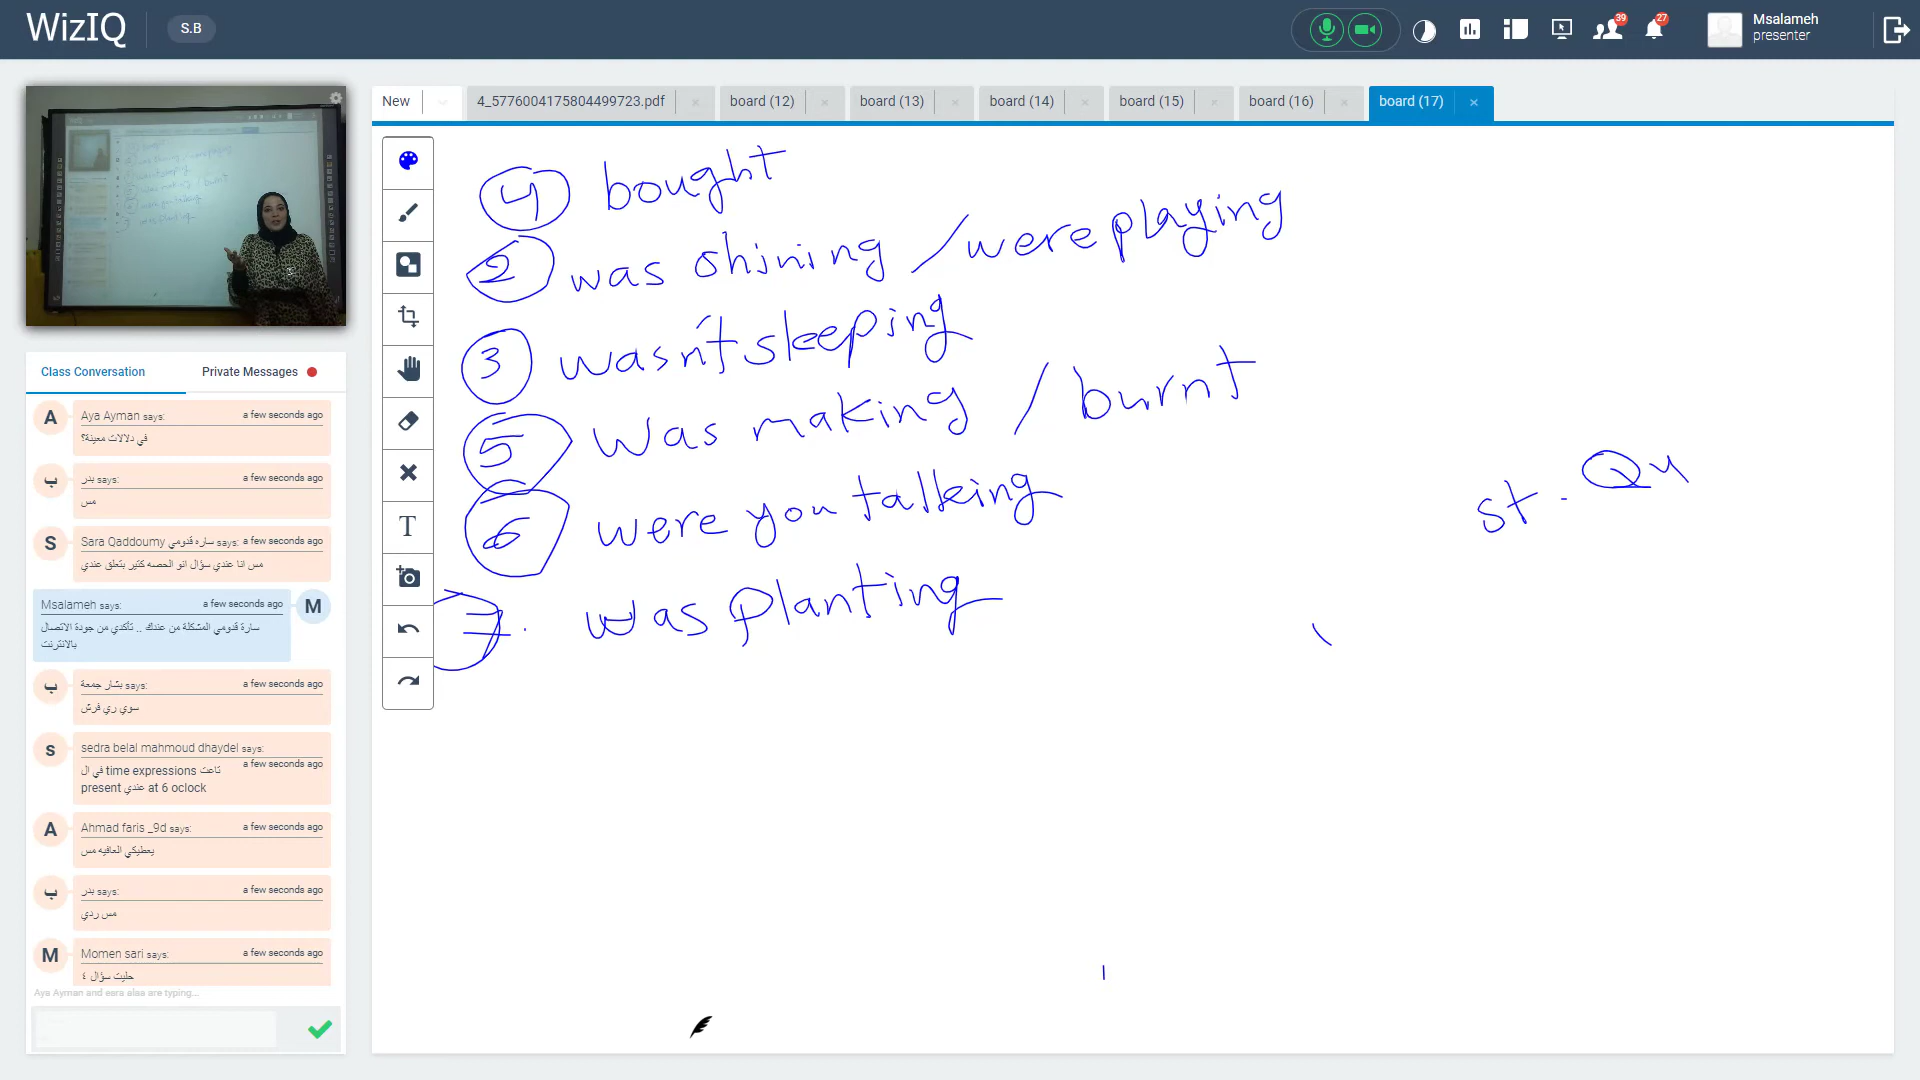 WizIQ
S.B
39
27
Msalameh
presenter
New
4_5776004175804499723.pdf
board (12)
board (13)
board (14)
board (15)
board (16)
board (17)
4 bought
2 was shining / were playing
3 wasn't sleeping
5 was making / burnt
6 were you talking
7. was planting
st. Qu
T
Class Conversation
Private Messages
A
Aya Ayman says:
a few seconds ago
في دلالات معينة؟
ب
بدر says:
a few seconds ago
مس
S
Sara Qaddoumy ساره قدومي says:
a few seconds ago
مس انا عندي سؤال انو الحصه كتير بتعلق عندي
Msalameh says:
a few seconds ago
M
سارة قدومي المشكلة من عندك .. تأكدي من جودة الاتصال
بالانترنت
ب
بشار جمعة says:
a few seconds ago
سوي ري فرش
s
sedra belal mahmoud dhaydel says:
a few seconds ago
في ال time expressions تاعت
present عندي at 6 oclock
A
Ahmad faris _9d says:
a few seconds ago
يعطيكي العافيه مس
ب
بدر says:
a few seconds ago
مس ردي
M
Momen sari says:
a few seconds ago
حليت سؤال ٤
Aya Ayman and eara alaa are typing...